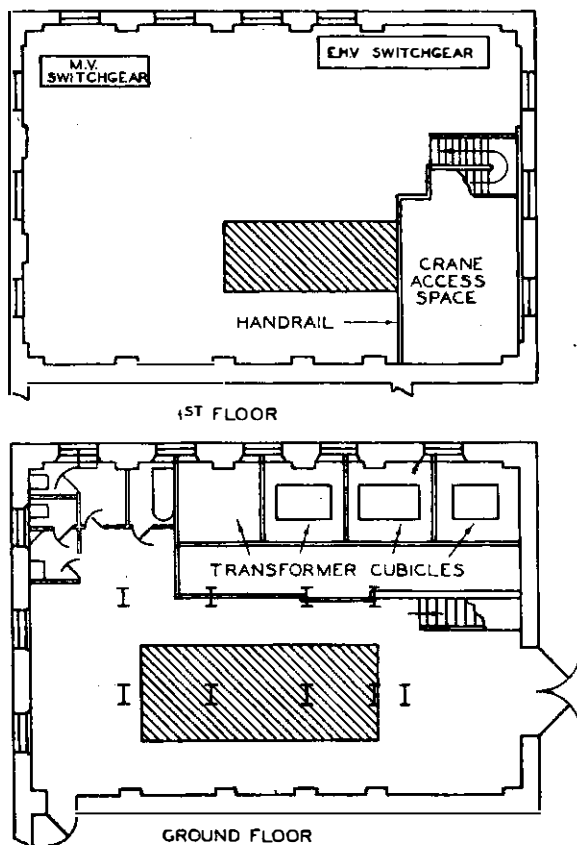 M.V.
SWITCHGEAR
E.H.V SWITCHGEAR
CRANE
ACCESS
SPACE
HANDRAIL
1ST FLOOR
TRANSFORMER CUBICLES
GROUND FLOOR